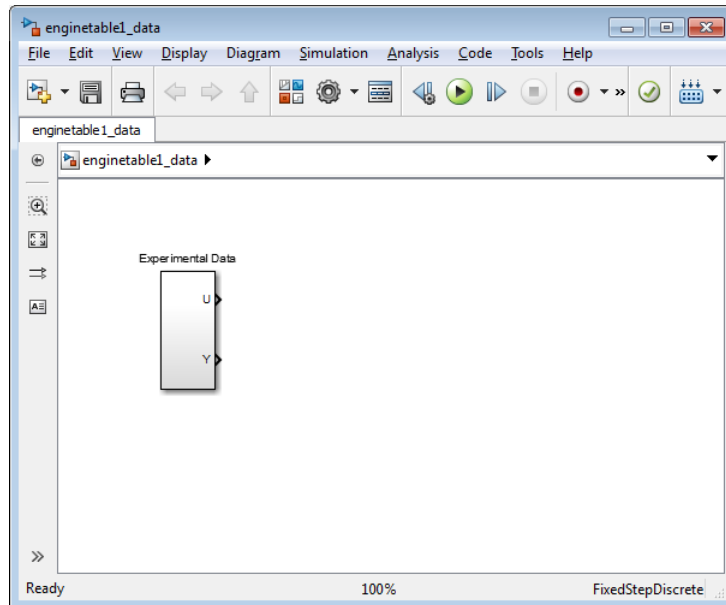 enginetable1_data
File Edit View Display Diagram Simulation Analysis Code Tools Help
»
enginetable1_data
enginetable1_data
Experimental Data
U
Y
A
»
Ready 100% FixedStepDiscrete